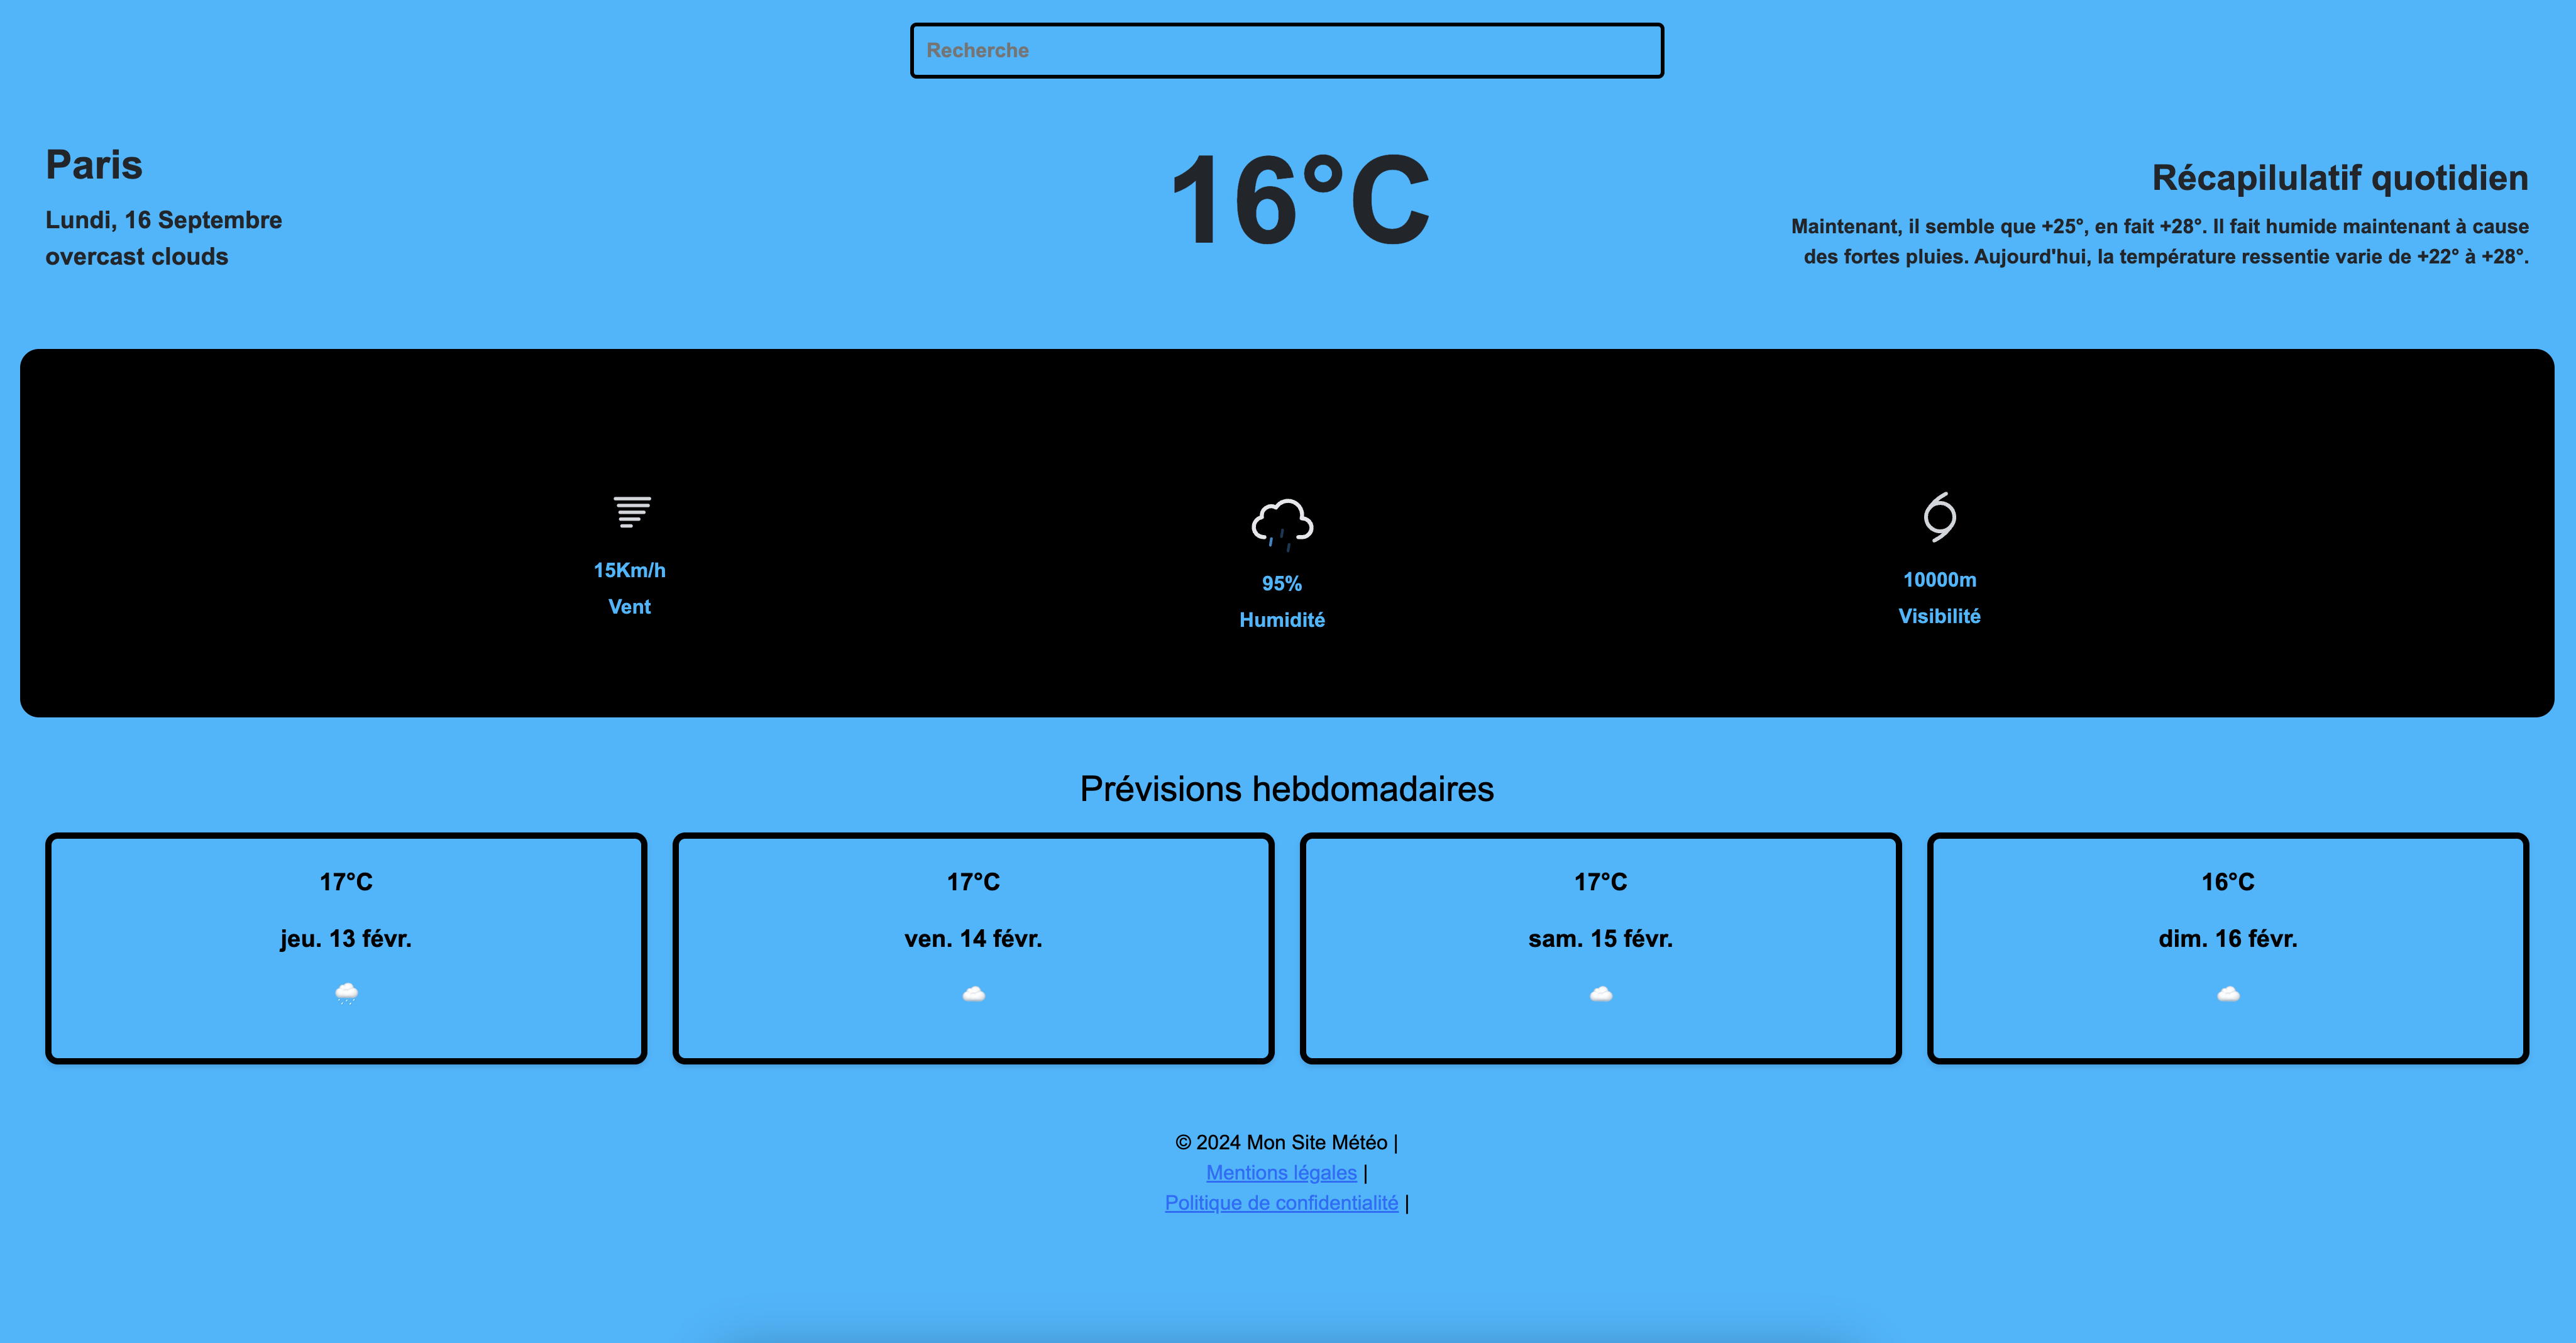 Recherche
Paris
Lundi, 16 Septembre
overcast clouds
16°C
Récapilulatif quotidien
Maintenant, il semble que +25°, en fait +28°. Il fait humide maintenant à cause
des fortes pluies. Aujourd'hui, la température ressentie varie de +22° à +28°.
15Km/h
Vent
95%
Humidité
10000m
Visibilité
Prévisions hebdomadaires
17°C
jeu. 13 févr.
17°C
ven. 14 févr.
17°C
sam. 15 févr.
16°C
dim. 16 févr.
© 2024 Mon Site Météo |
Mentions légales |
Politique de confidentialité |